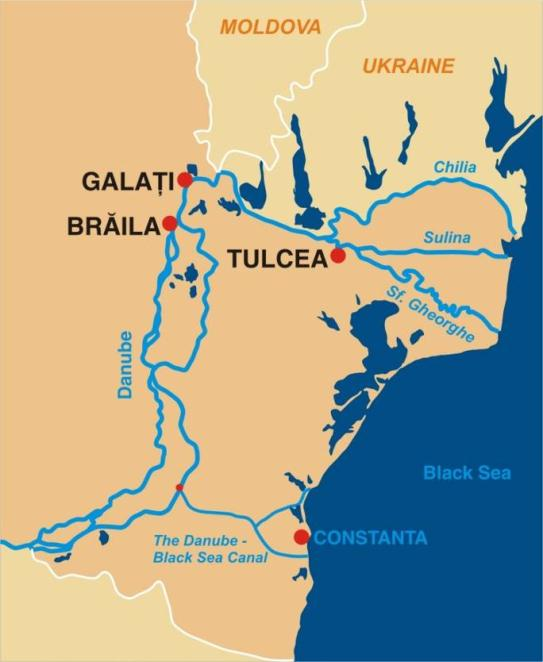 MOLDOVA
UKRAINE
Chilia
GALAȚI
BRĂILA
Sulina
TULCEA
Sf. Gheorghe
Danube
Black Sea
The Danube -
Black Sea Canal
CONSTANTA